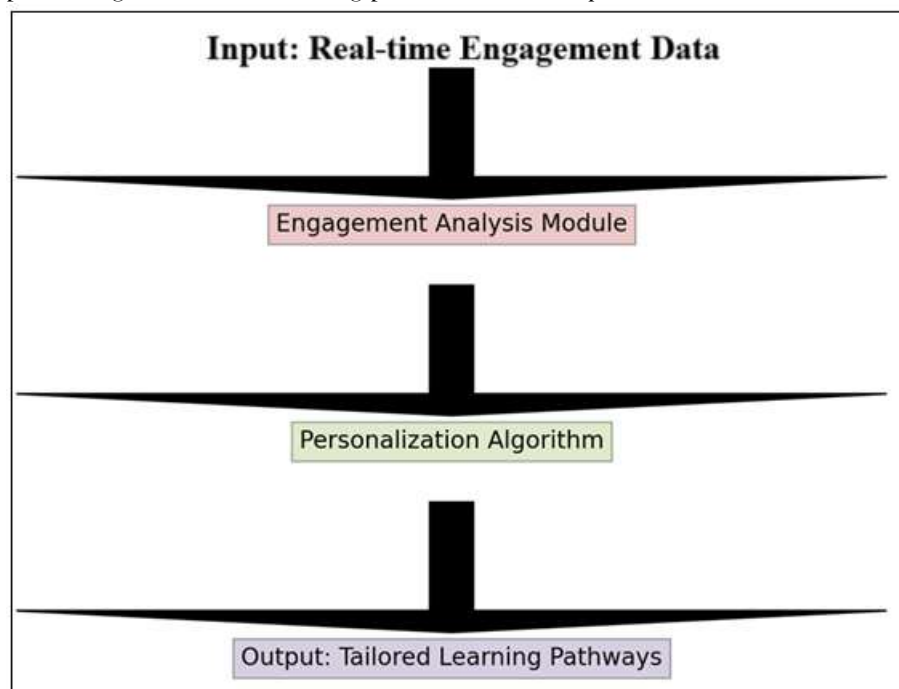 Input: Real-time Engagement Data
Engagement Analysis Module
Personalization Algorithm
Output: Tailored Learning Pathways